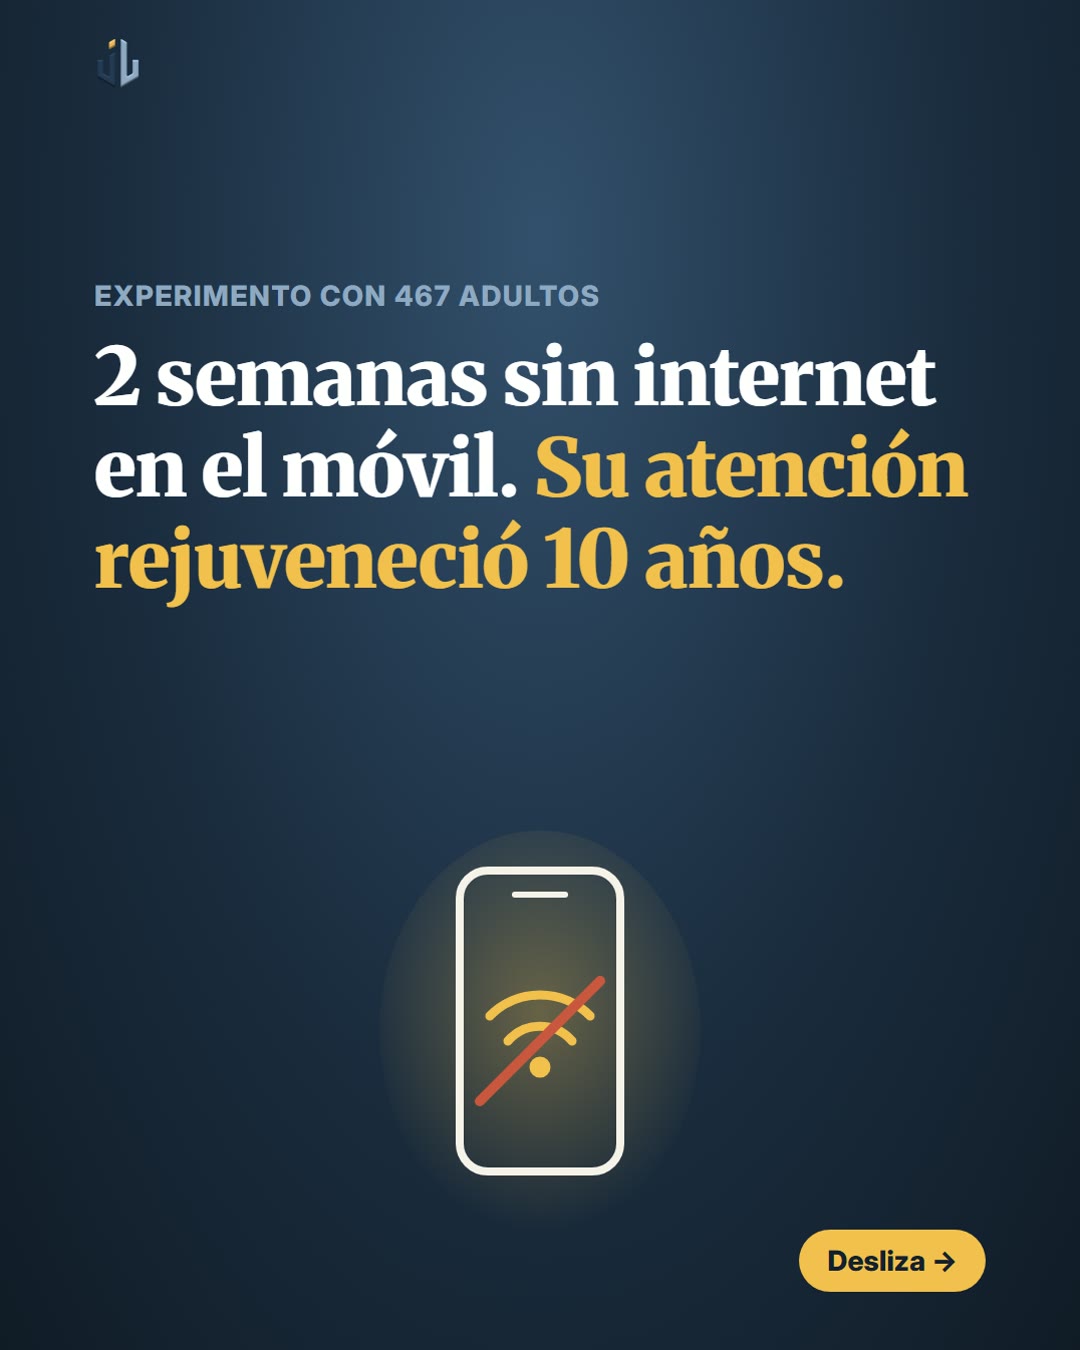 EXPERIMENTO CON 467 ADULTOS
2 semanas sin internet
en el móvil. Su atención
rejuveneció 10 años.
Desliza →